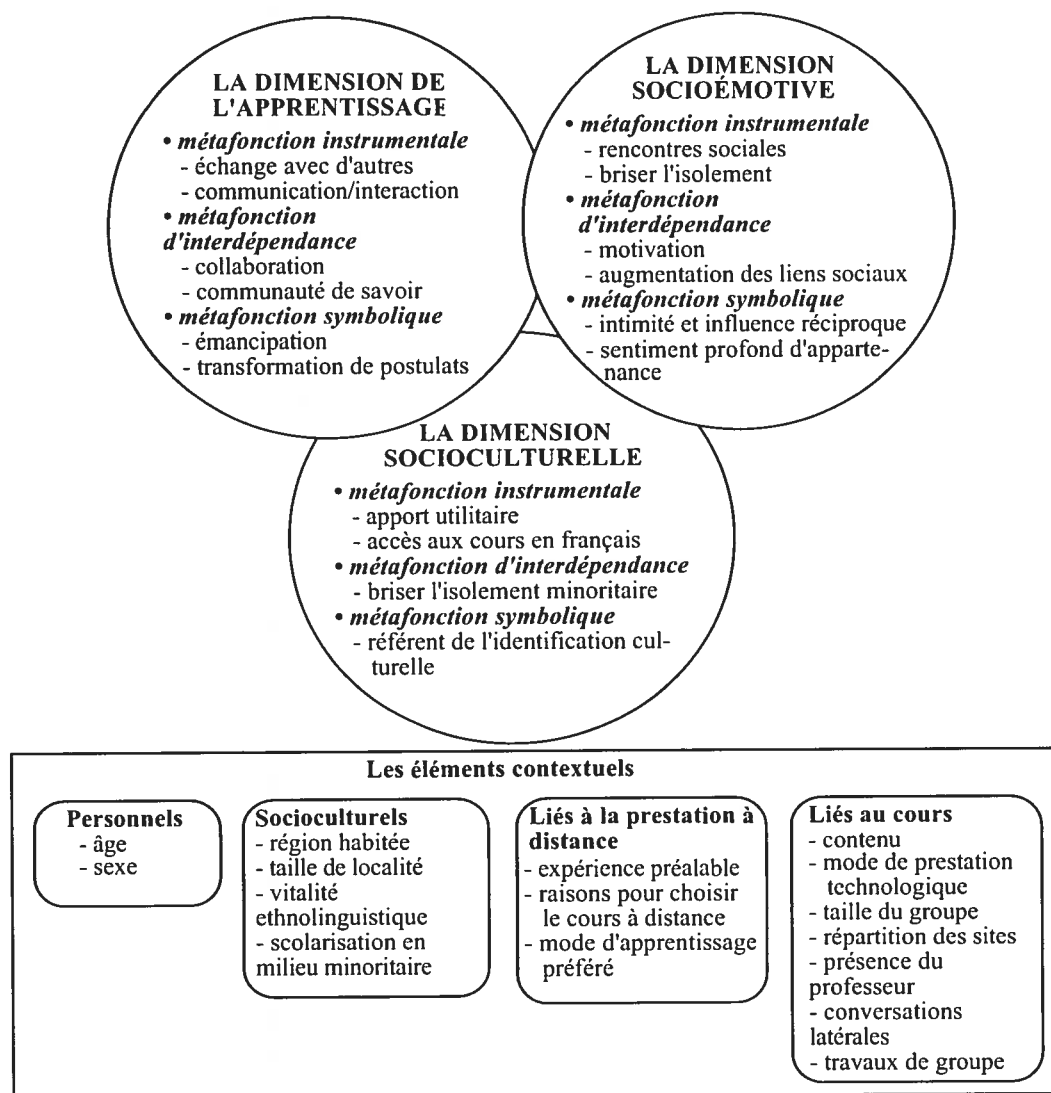 LA DIMENSION DE
L'APPRENTISSAGE
• métafonction instrumentale
- échange avec d'autres
- communication/interaction
• métafonction
d'interdépendance
- collaboration
- communauté de savoir
• métafonction symbolique
- émancipation
- transformation de postulats
LA DIMENSION
SOCIOÉMOTIVE
• métafonction instrumentale
- rencontres sociales
- briser l'isolement
• métafonction
d'interdépendance
- motivation
- augmentation des liens sociaux
• métafonction symbolique
- intimité et influence réciproque
- sentiment profond d'apparte-
nance
LA DIMENSION
SOCIOCULTURELLE
• métafonction instrumentale
- apport utilitaire
- accès aux cours en français
• métafonction d'interdépendance
- briser l'isolement minoritaire
• métafonction symbolique
- référent de l'identification cul-
turelle
Les éléments contextuels
Personnels
- âge
- sexe
Socioculturels
- région habitée
- taille de localité
- vitalité
ethnolinguistique
- scolarisation en
milieu minoritaire
Liés à la prestation à
distance
- expérience préalable
- raisons pour choisir
le cours à distance
- mode d'apprentissage
préféré
Liés au cours
- contenu
- mode de prestation
technologique
- taille du groupe
- répartition des sites
- présence du
professeur
- conversations
latérales
- travaux de groupe